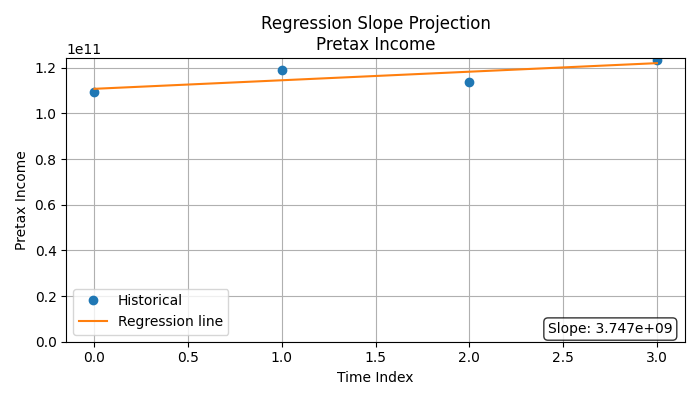 Regression Slope Projection
Pretax Income
1e11
1.2
1.0
0.8
0.6
0.4
0.2
0.0
Pretax Income
Historical
Regression line
Slope: 3.747e+09
0.0 0.5 1.0 1.5 2.0 2.5 3.0
Time Index